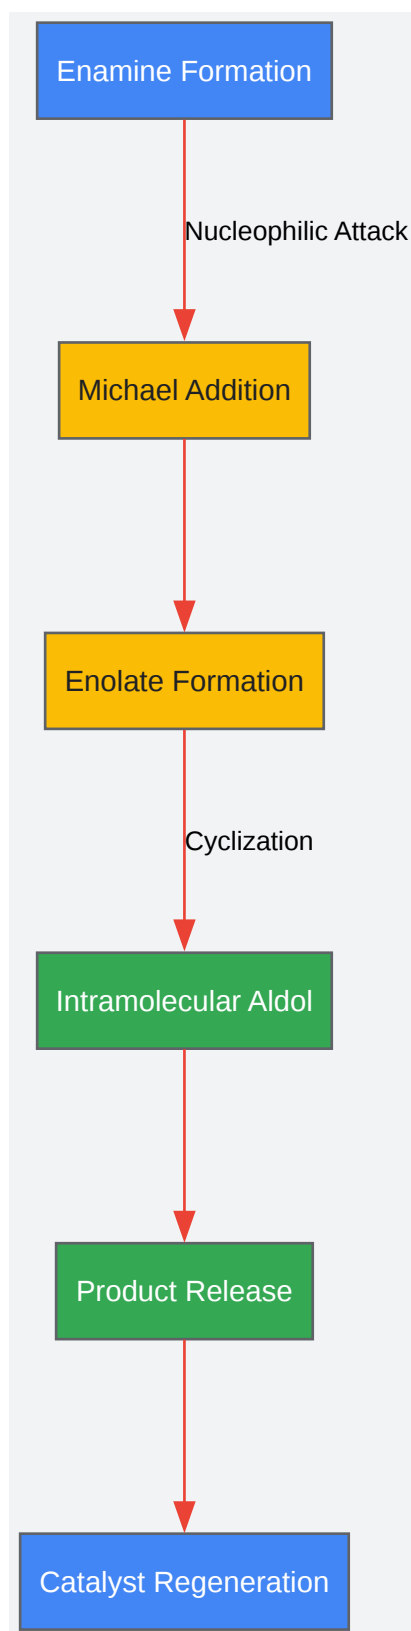 Enamine Formation
Nucleophilic Attack
Michael Addition
Enolate Formation
Cyclization
Intramolecular Aldol
Product Release
Catalyst Regeneration